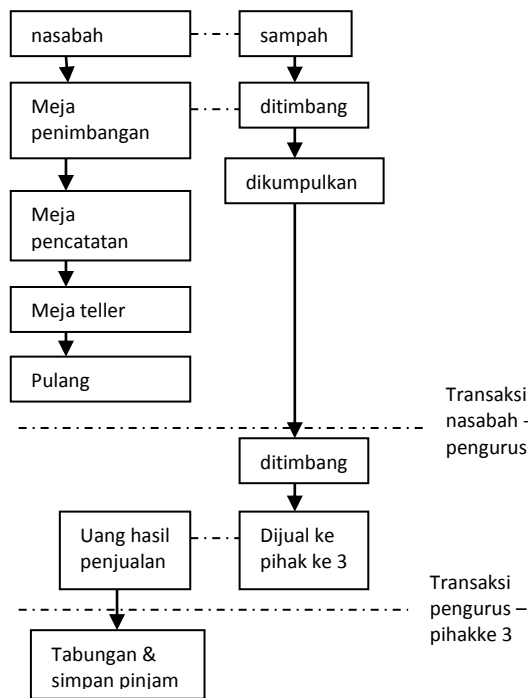 nasabah
sampah
Meja
penimbangan
ditimbang
dikumpulkan
Meja
pencatatan
Meja teller
Pulang
Transaksi
nasabah -
pengurus
ditimbang
Uang hasil
penjualan
Dijual ke
pihak ke 3
Transaksi
pengurus –
pihakke 3
Tabungan &
simpan pinjam